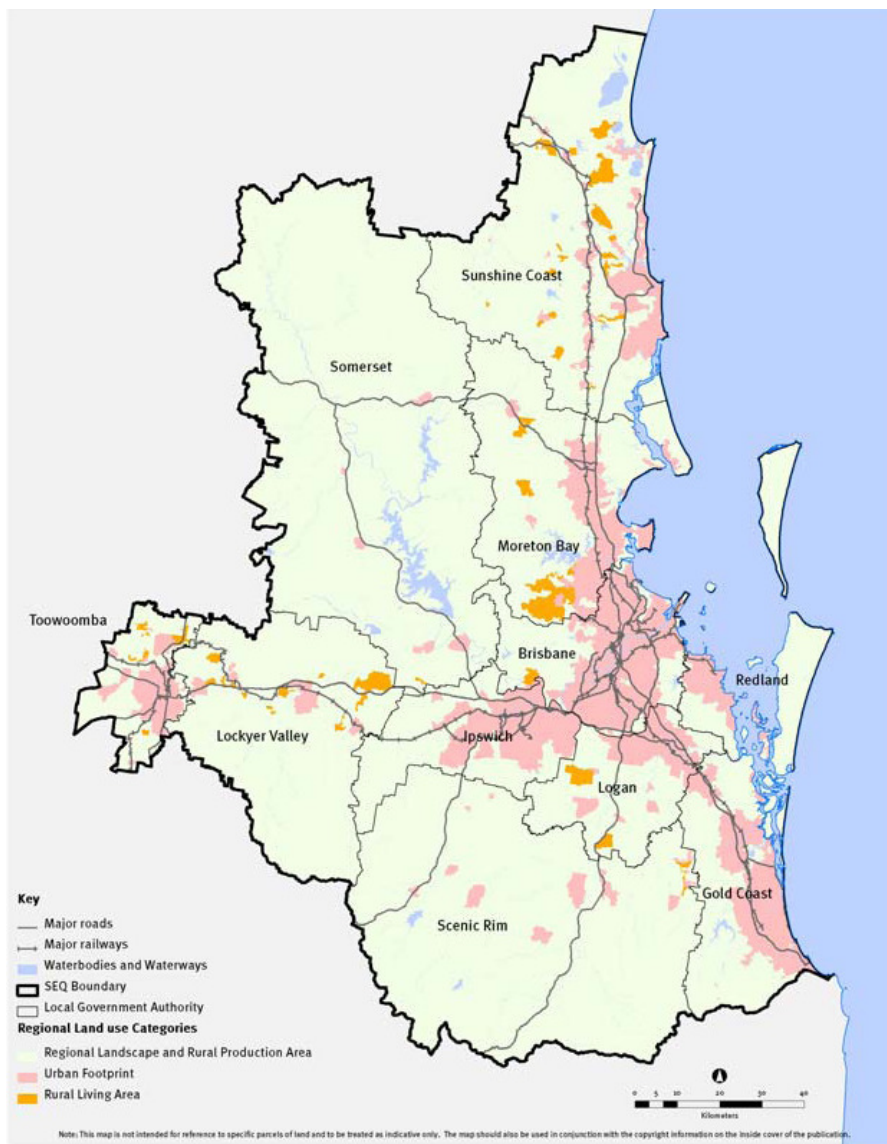 Sunshine Coast
Somerset
Moreton Bay
Toowoomba
Brisbane
Redland
Lockyer Valley
Ipswich
Logan
Gold Coast
Scenic Rim
Key
Major roads
Major railways
Waterbodies and Waterways
SEQ Boundary
Local Government Authority
Regional Land use Categories
Regional Landscape and Rural Production Area
Urban Footprint
Rural Living Area
0 5 10 20 30 40
Kilometers
Note: This map is not intended for reference to specific parcels of land and to be treated as indicative only. The map should also be used in conjunction with the copyright information on the inside cover of the publication.